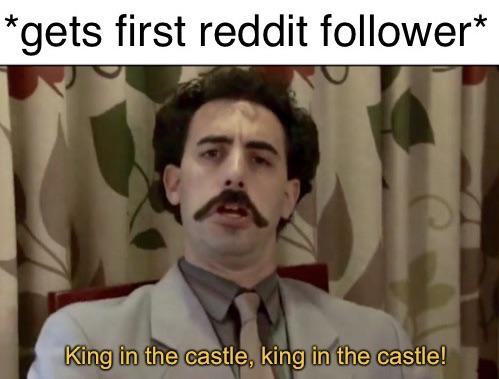 *gets first reddit follower*
King in the castle, king in the castle!